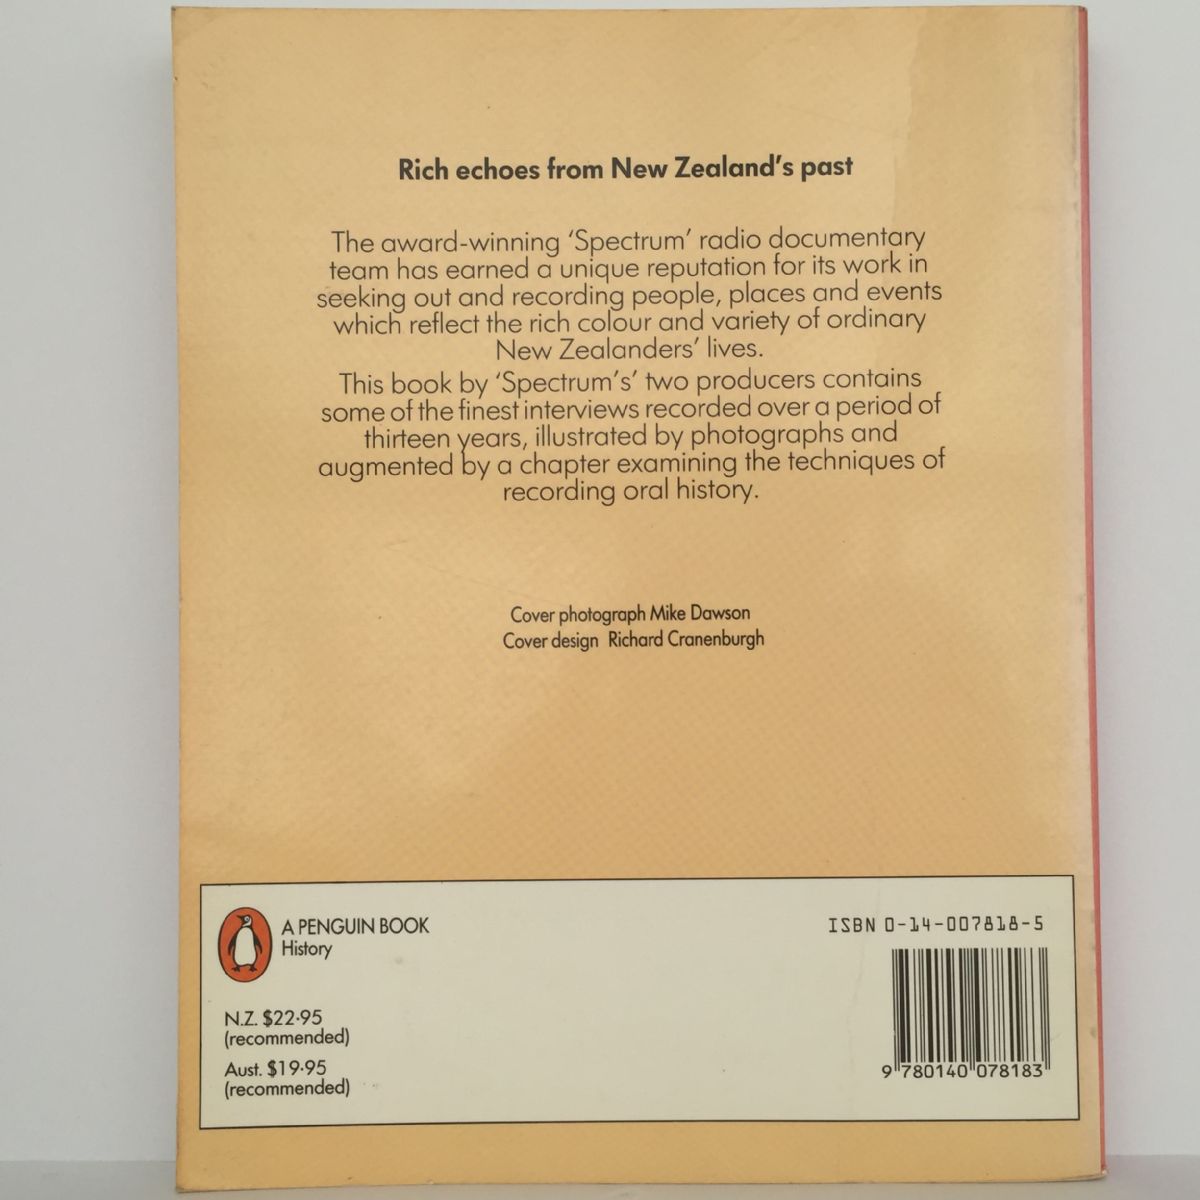 Rich echoes from New Zealand's past
The award-winning 'Spectrum' radio documentary
team has earned a unique reputation for its work in
seeking out and recording people, places and events
which reflect the rich colour and variety of ordinary
New Zealanders' lives.
This book by 'Spectrum's' two producers contains
some of the finest interviews recorded over a period of
thirteen years, illustrated by photographs and
augmented by a chapter examining the techniques of
recording oral history.
Cover photograph Mike Dawson
Cover design Richard Cranenburgh
A PENGUIN BOOK
History
N.Z. $22·95
(recommended)
Aust. $19·95
(recommended)
ISBN 0-14-007818-5
9 780140 078183